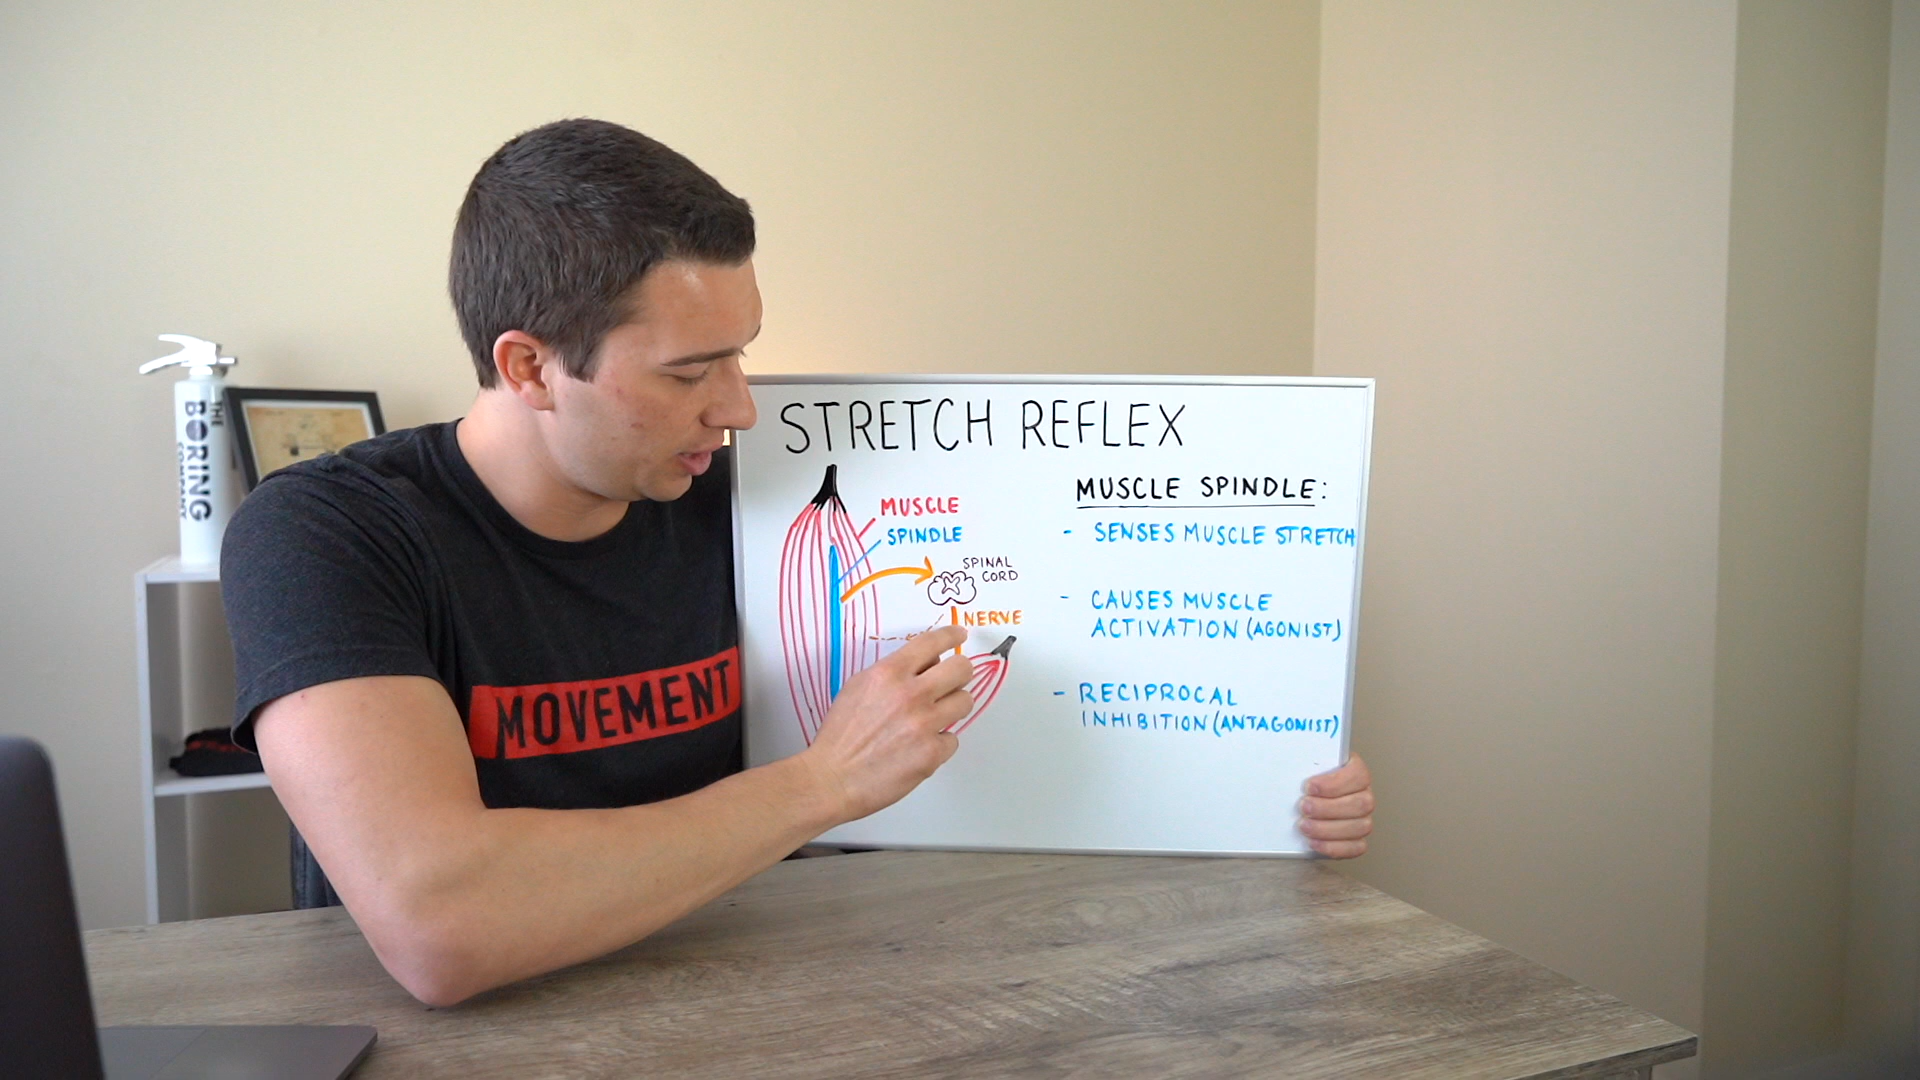 THE
BORING
COMPANY
MOVEMENT
STRETCH REFLEX
MUSCLE
SPINDLE
SPINAL
CORD
NERVE
MUSCLE SPINDLE:
- SENSES MUSCLE STRETCH
- CAUSES MUSCLE
ACTIVATION (AGONIST)
- RECIPROCAL
INHIBITION (ANTAGONIST)